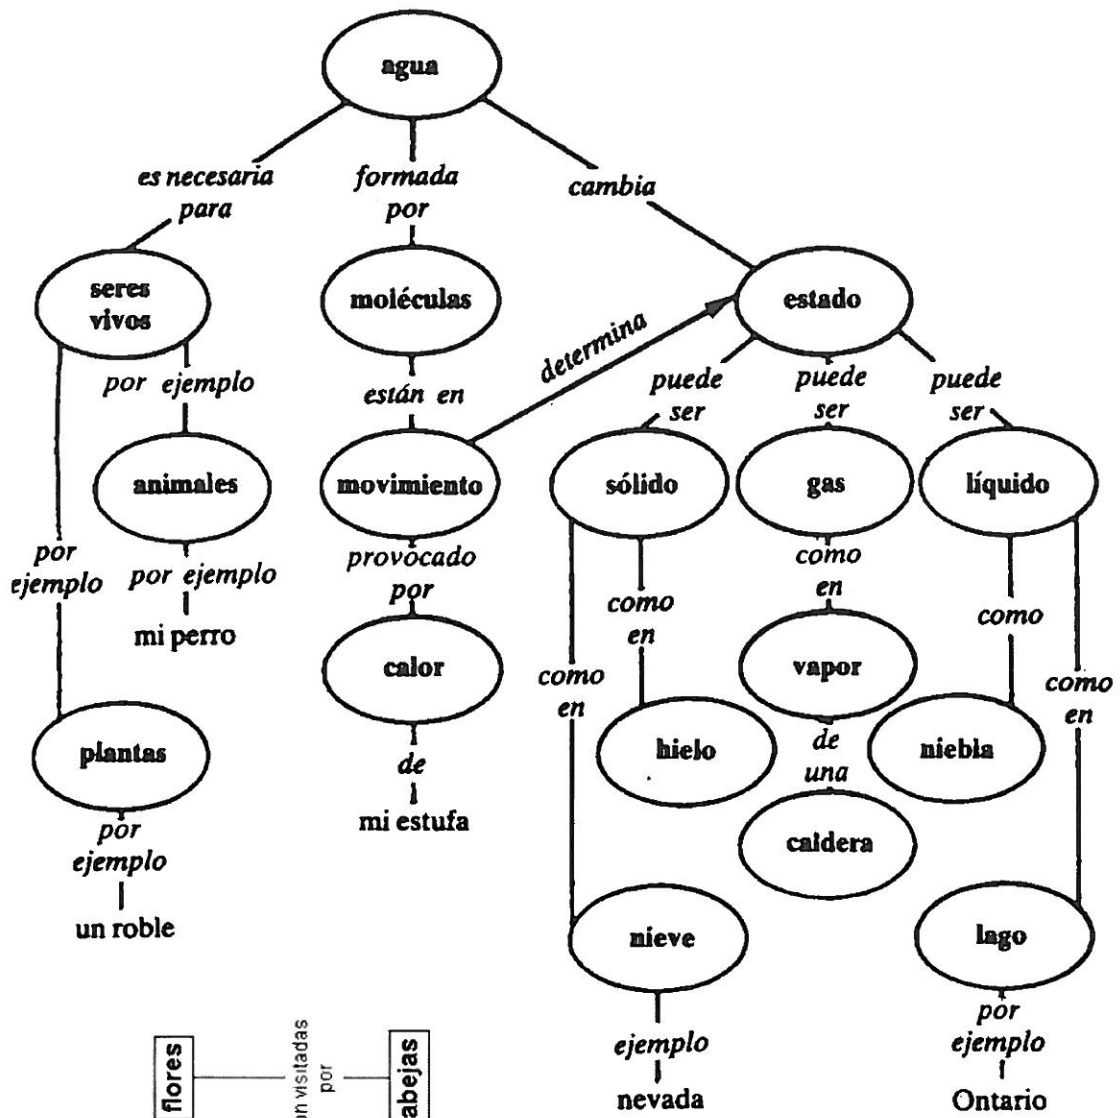 agua
es necesaria
para
formada
por
cambia
seres
vivos
moléculas
estado
determina
por ejemplo
están en
puede
ser
puede
ser
puede
ser
animales
movimiento
sólido
gas
líquido
por
ejemplo
por ejemplo
provocado
por
como
en
como
en
como
mi perro
calor
vapor
como
en
como
en
plantas
de
hielo
de
una
niebla
mi estufa
caldera
por
ejemplo
un roble
nieve
lago
ejemplo
por
ejemplo
nevada
Ontario
flores
visitadas
por
abejas